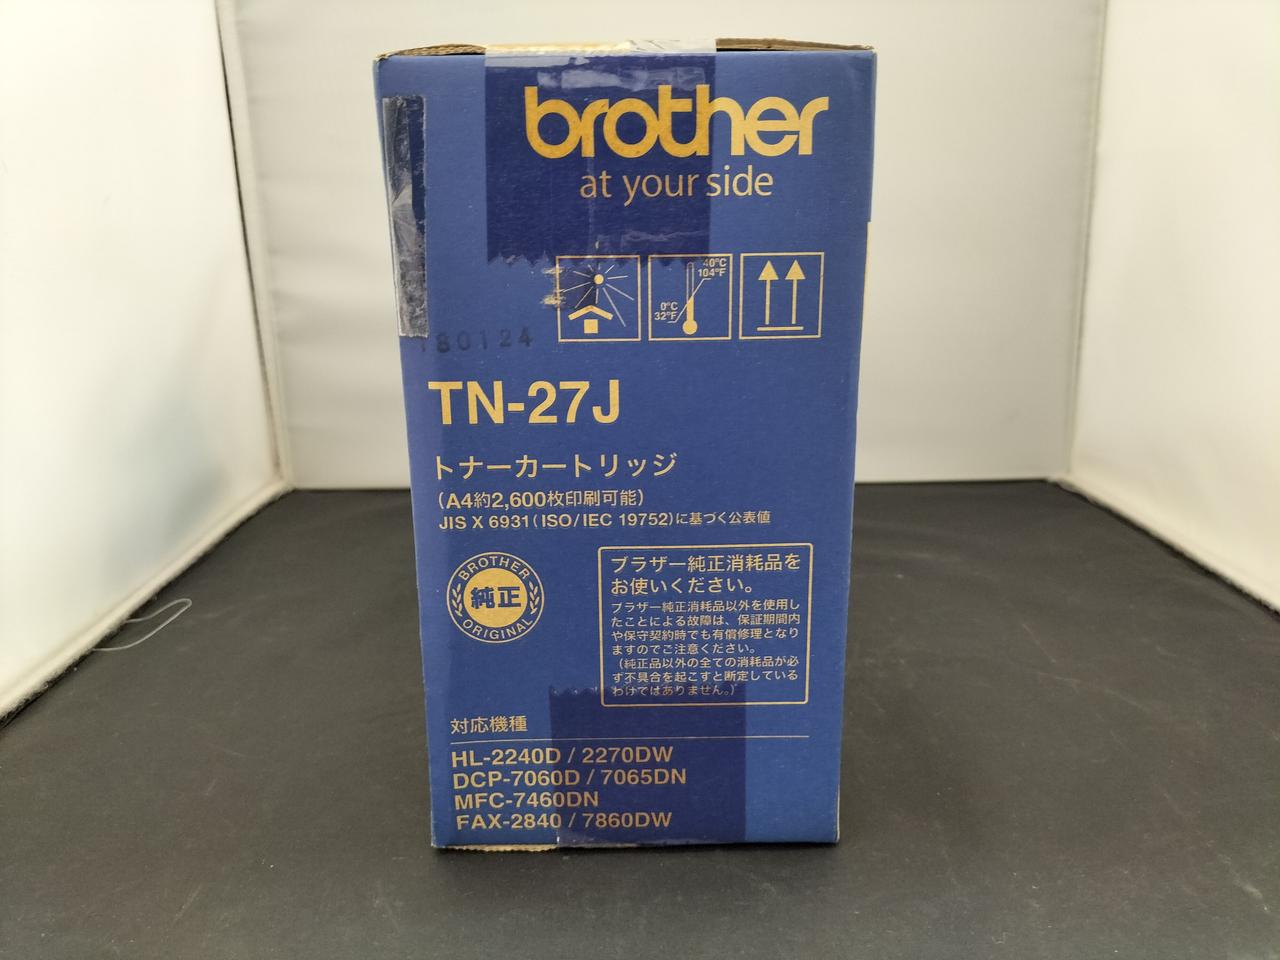 brother
at your side
40°C
104°F
0°C
32°F
180124
TN-27J
トナーカートリッジ
(A4約2,600枚印刷可能)
JIS X 6931(ISO/IEC 19752)に基づく公表値
BROTHER
純正
ORIGINAL
ブラザー純正消耗品を
お使いください。
ブラザー純正消耗品以外を使用し
たことによる故障は、保証期間内
や保守契約時でも有償修理となり
ますのでご注意ください。
(純正品以外の全ての消耗品が必
ず不具合を起こすと断定している
わけではありません。)
対応機種
HL-2240D / 2270DW
DCP-7060D / 7065DN
MFC-7460DN
FAX-2840 / 7860DW